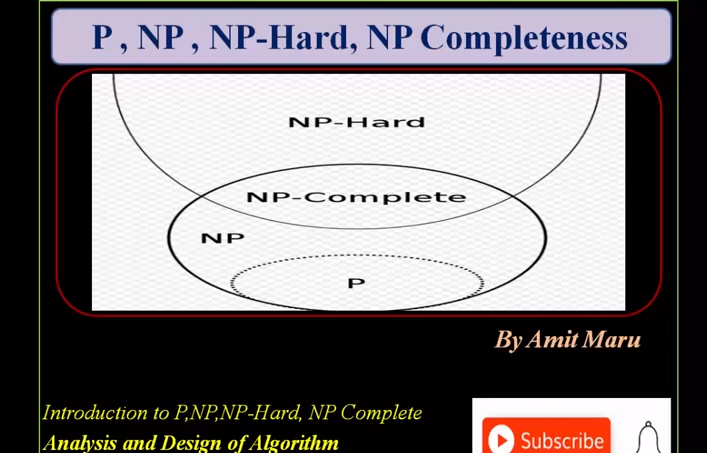 P , NP , NP-Hard, NP Completeness
NP-Hard
NP-Complete
NP
P
By Amit Maru
Introduction to P,NP,NP-Hard, NP Complete
Analysis and Design of Algorithm
Subscribe